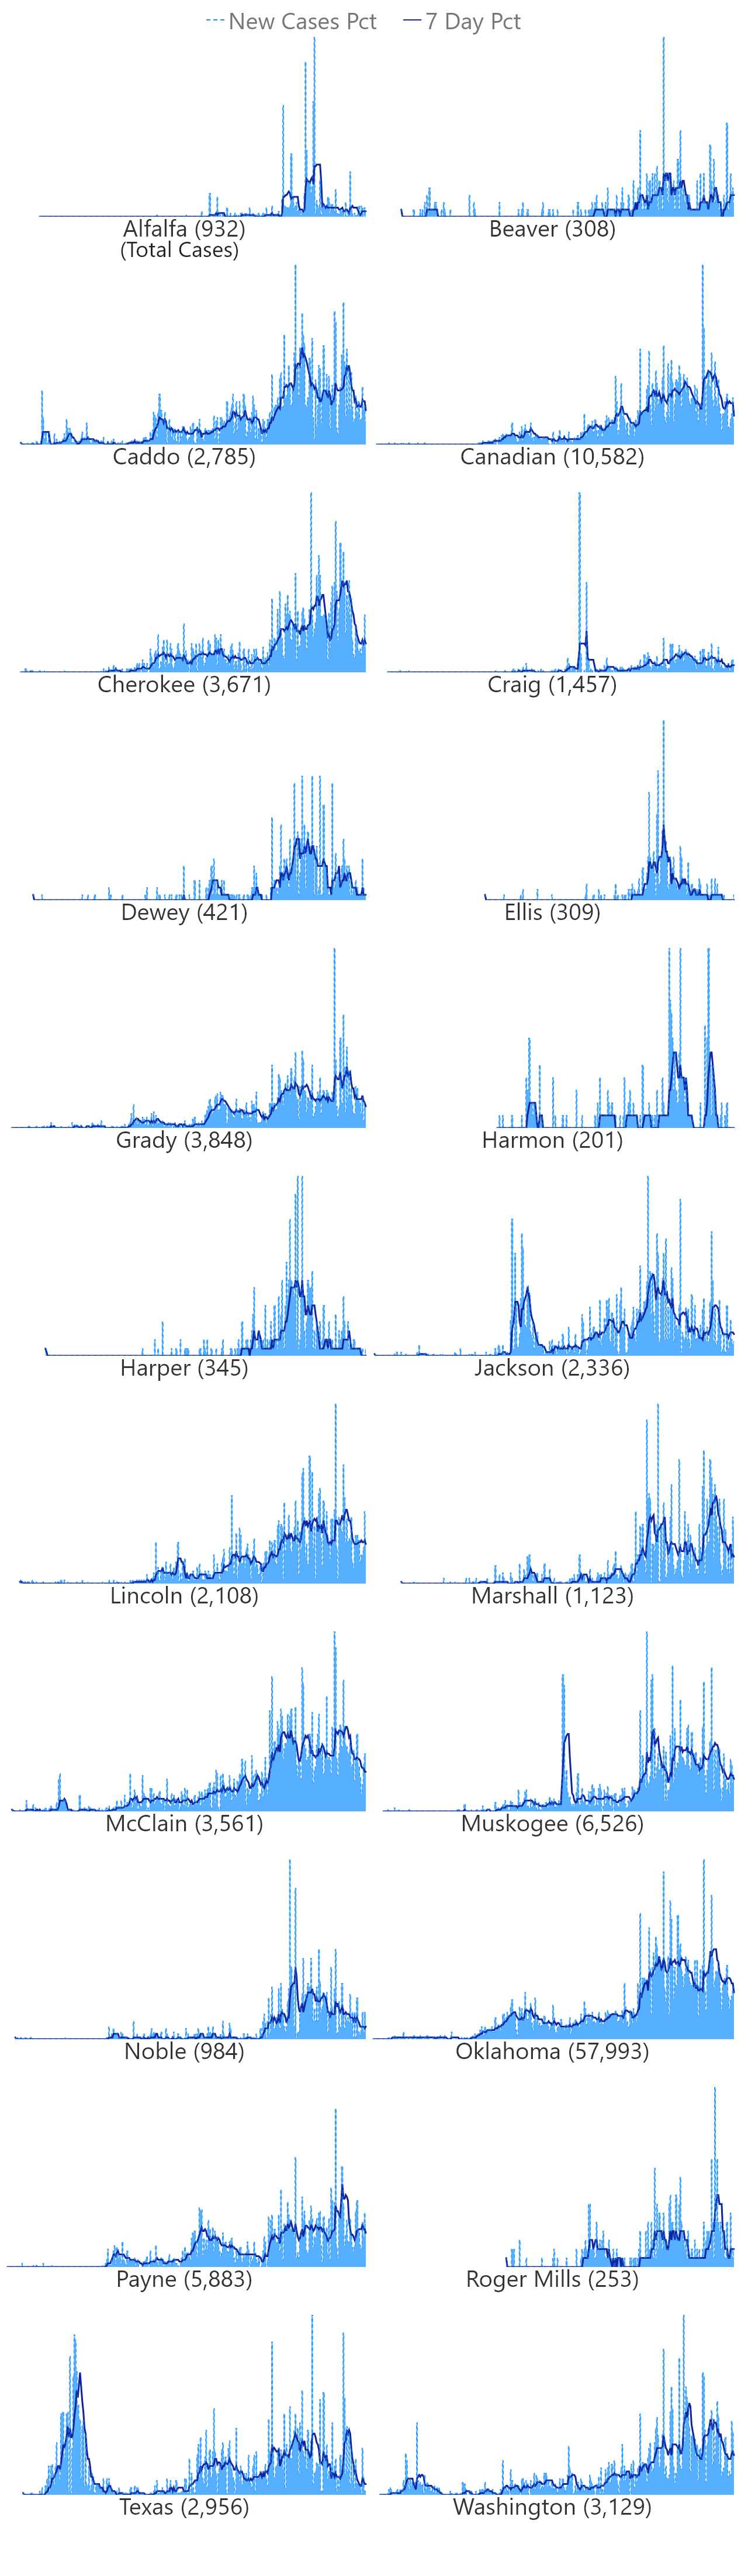 New Cases Pct 7 Day Pct
Alfalfa (932) Beaver (308)
(Total Cases)
Caddo (2,785) Canadian (10,582)
Cherokee (3,671) Craig (1,457)
Dewey (421) Ellis (309)
Grady (3,848) Harmon (201)
Harper (345) Jackson (2,336)
Lincoln (2,108) Marshall (1,123)
McClain (3,561) Muskogee (6,526)
Noble (984) Oklahoma (57,993)
Payne (5,883) Roger Mills (253)
Texas (2,956) Washington (3,129)